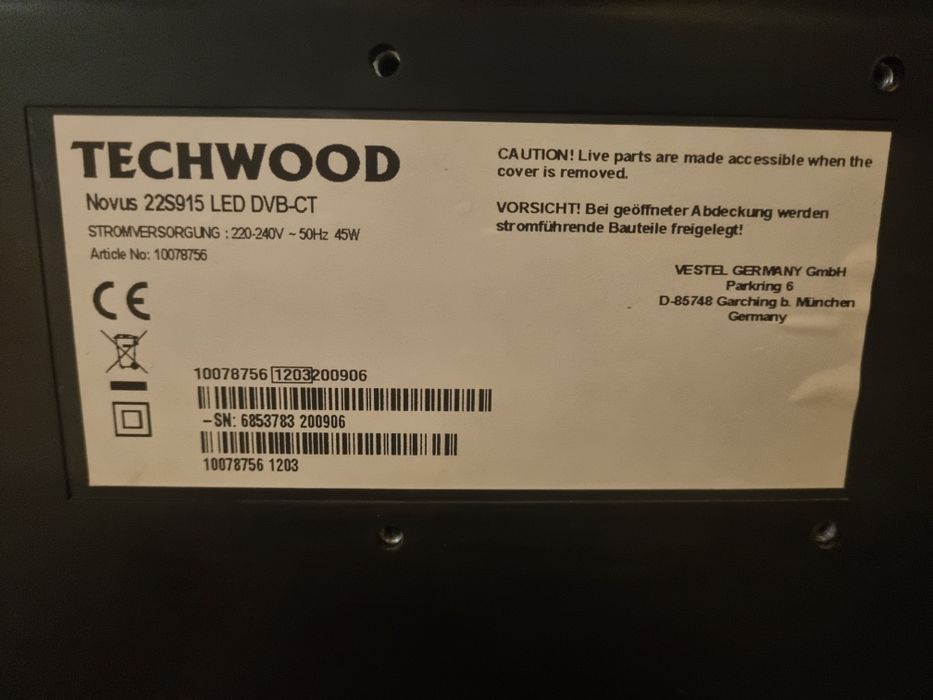 TECHWOOD
Novus 22S915 LED DVB-CT
STROMVERSORGUNG : 220-240V ~ 50Hz 45W
Article No: 10078756
CE
10078756 1203 200906
-SN: 6853783 200906
10078756 1203
CAUTION! Live parts are made accessible when the
cover is removed.
VORSICHT! Bei geöffneter Abdeckung werden
stromführende Bauteile freigelegt!
VESTEL GERMANY GmbH
Parkring 6
D-85748 Garching b. München
Germany